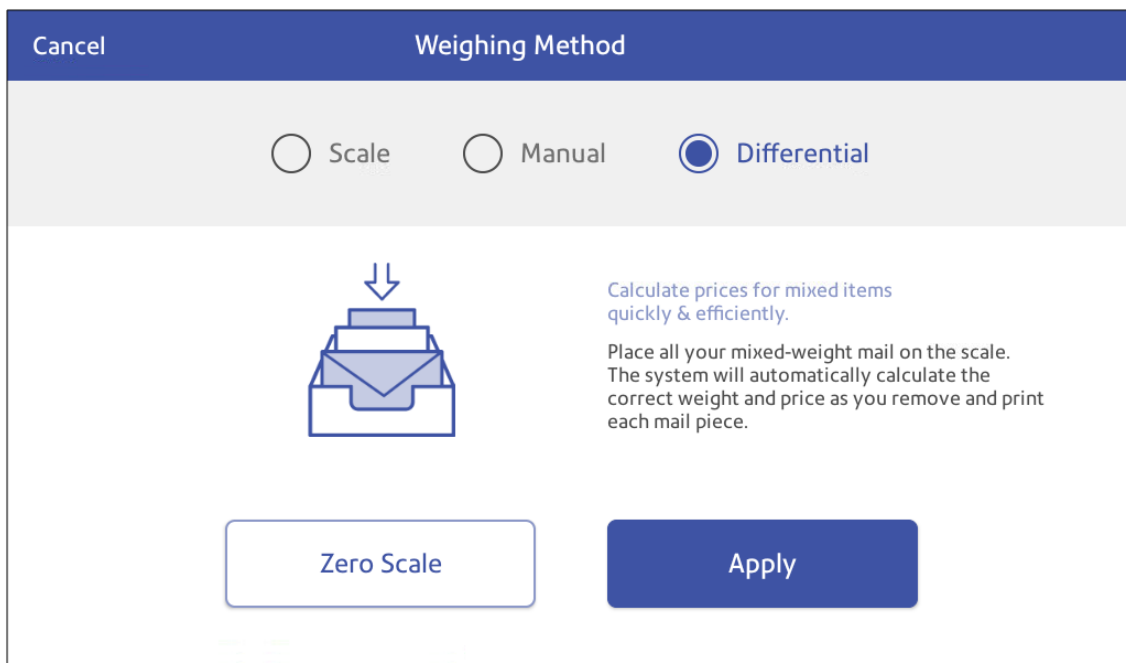 Cancel
Weighing Method
Scale
Manual
Differential
Calculate prices for mixed items
quickly & efficiently.
Place all your mixed-weight mail on the scale.
The system will automatically calculate the
correct weight and price as you remove and print
each mail piece.
Zero Scale
Apply